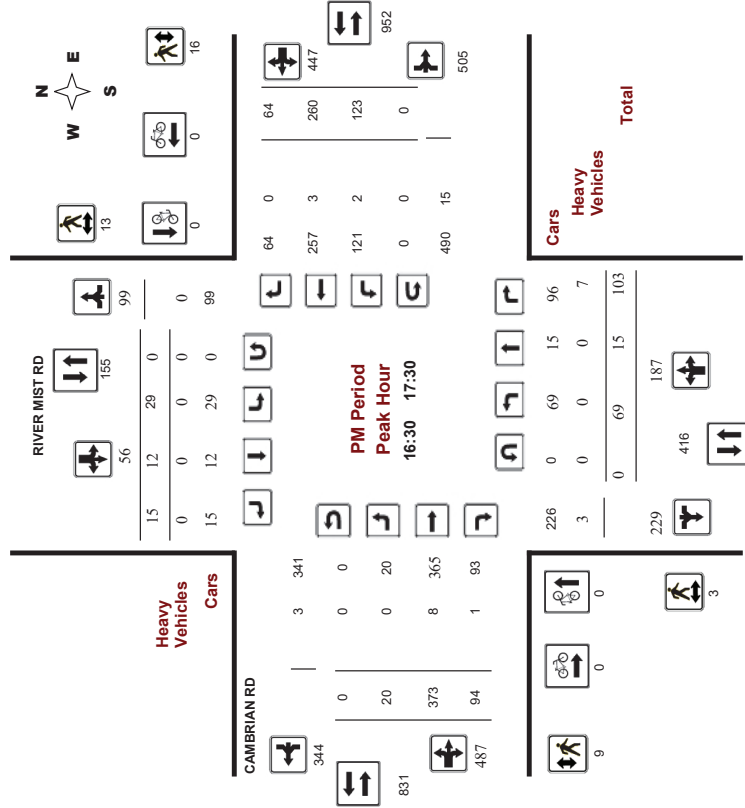 N
W E
S
16
0
13
0
RIVER MIST RD
56
155
99
15 12 29 0
0 0 0 0 0
15 12 29 0 99
Heavy
Vehicles
Cars
952
447
505
64 0 64
257 3 260
121 2 123
0 0 0
490 15
PM Period
Peak Hour
16:30 17:30
CAMBRIAN RD
344 3 341
0 0 0
20 0 20
373 8 365
94 1 93
831
487
Cars
Heavy
Vehicles
Total
226 0 69 15 96
3 0 0 0 7
0 69 15 103
229
416
187
0
0
9
3